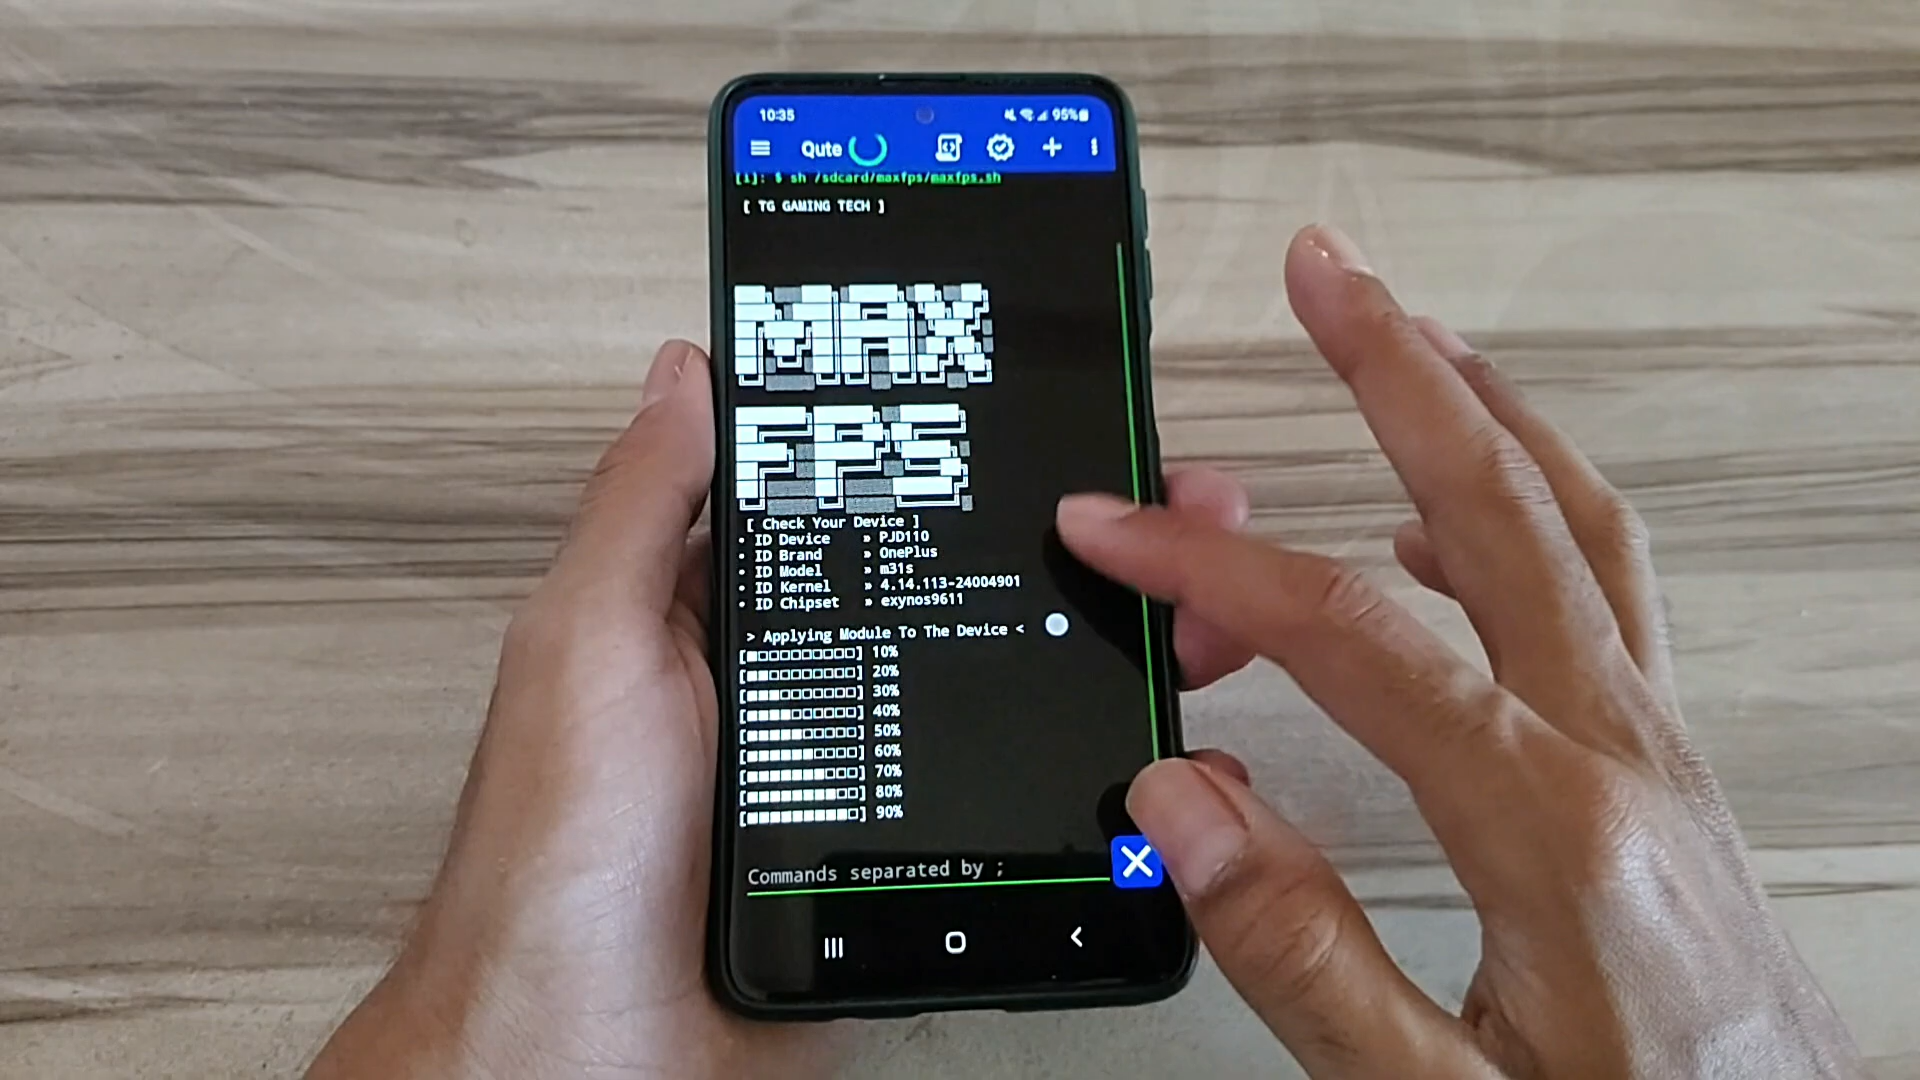 10:35 95%
Qute
[i]: $ sh /sdcard/maxfps/maxfps.sh
[ TG GAMING TECH ]
MAX
FPS
[ Check Your Device ]
• ID Device » PJD110
• ID Brand » OnePlus
• ID Model » m31s
• ID Kernel » 4.14.113-24004901
• ID Chipset » exynos9611
> Applying Module To The Device <
[■□□□□□□□□□] 10%
[■■□□□□□□□□] 20%
[■■■□□□□□□□] 30%
[■■■■□□□□□□] 40%
[■■■■■□□□□□] 50%
[■■■■■■□□□□] 60%
[■■■■■■■□□□] 70%
[■■■■■■■■□□] 80%
[■■■■■■■■■□] 90%
Commands separated by ;